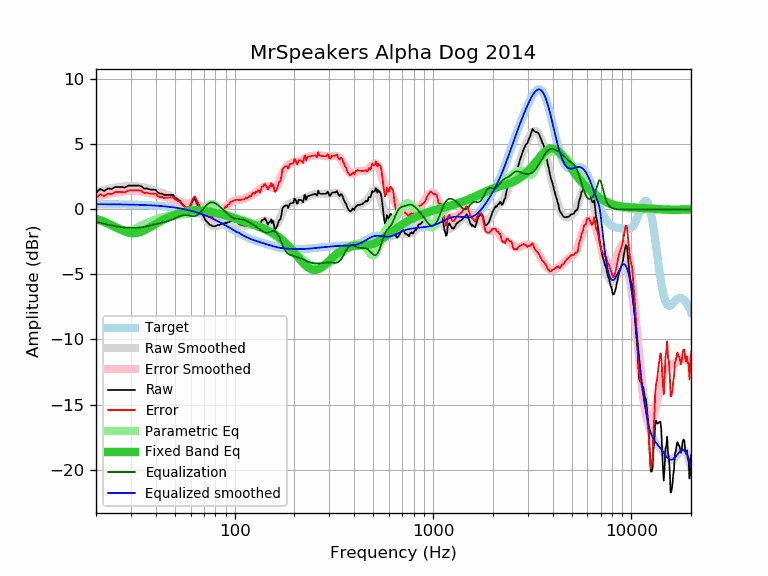 MrSpeakers Alpha Dog 2014
10
5
0
−5
−10
−15
−20
Amplitude (dBr)
Target
Raw Smoothed
Error Smoothed
Raw
Error
Parametric Eq
Fixed Band Eq
Equalization
Equalized smoothed
100
1000
10000
Frequency (Hz)